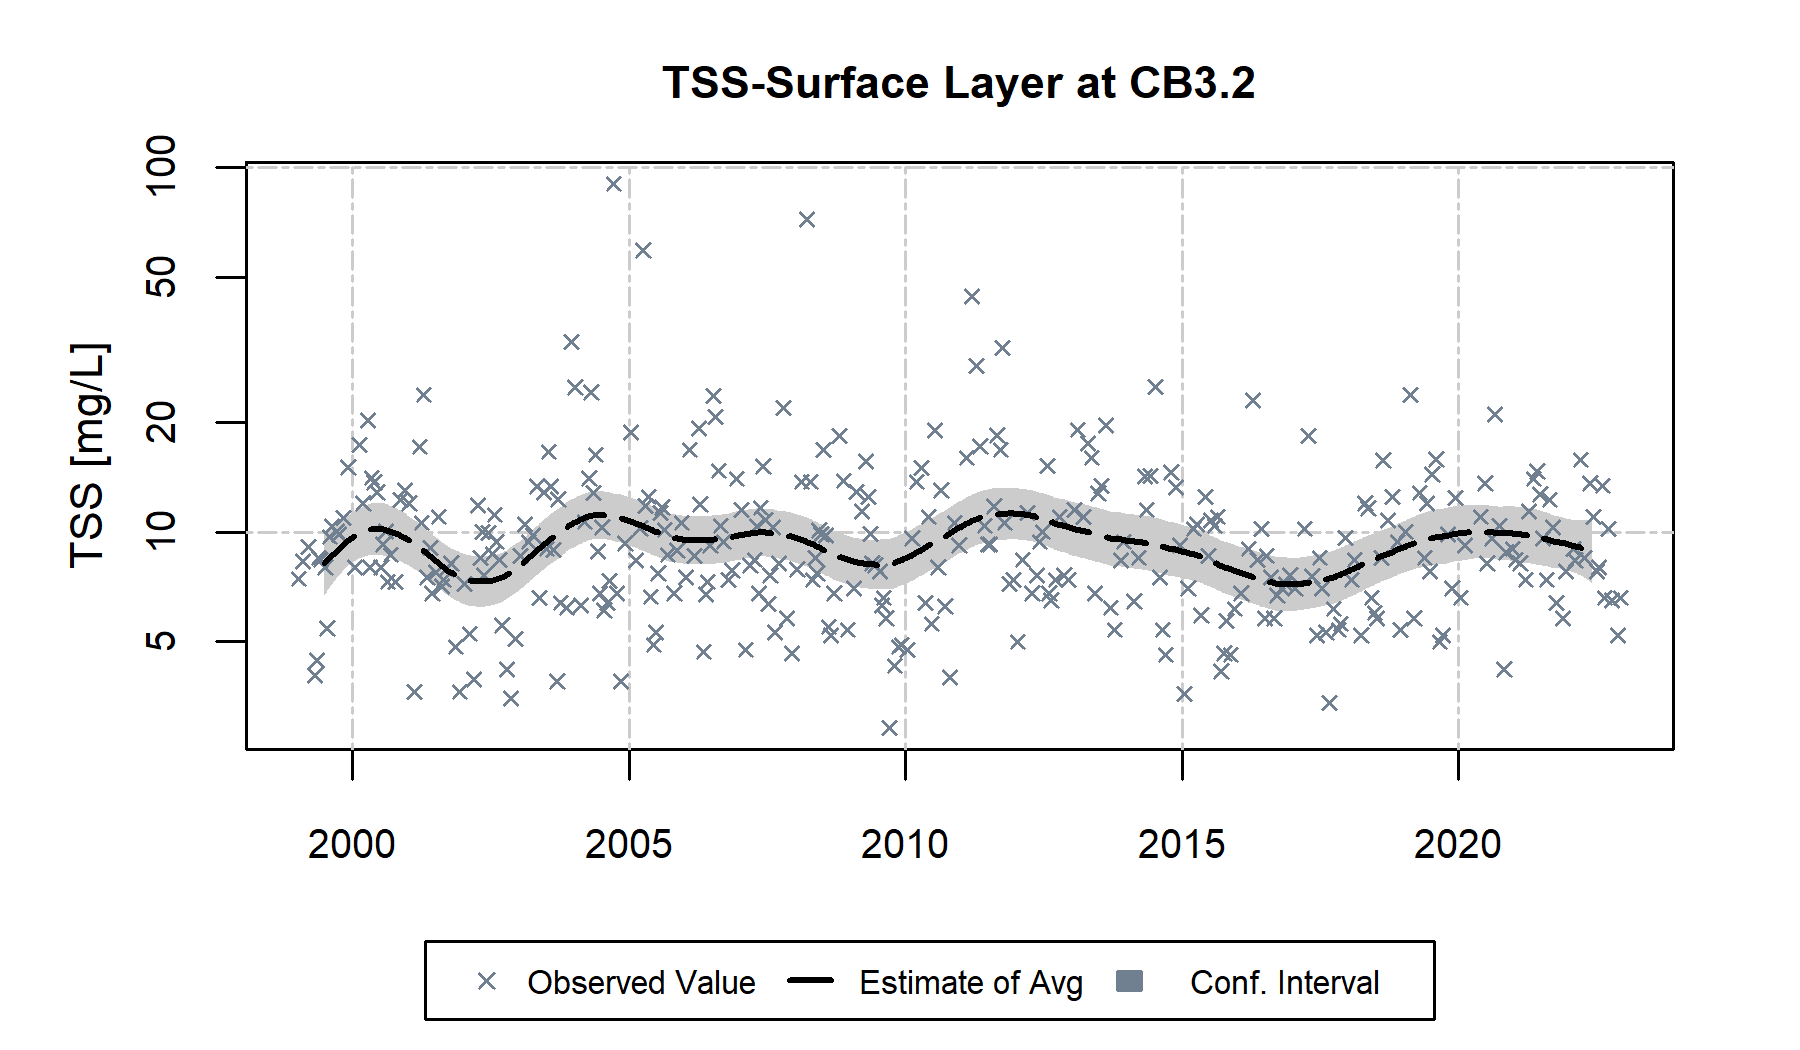 TSS-Surface Layer at CB3.2
TSS [mg/L]
100
50
20
10
5
2000 2005 2010 2015 2020
Observed Value Estimate of Avg Conf. Interval